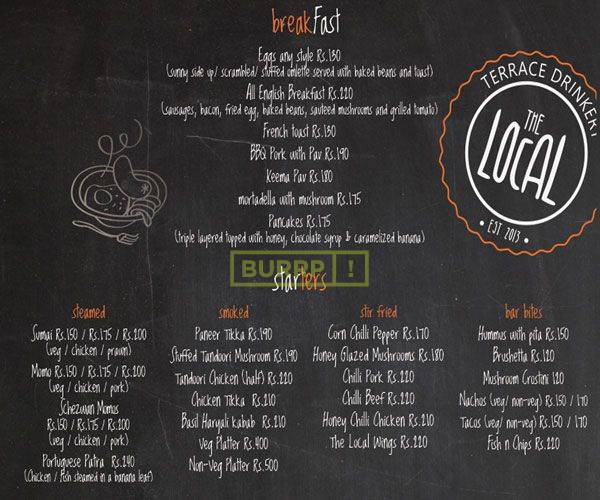 breakfast
Eggs any style Rs.130
(sunny side up/ scrambled/ stuffed omlette served with baked beans and toast)
All English Breakfast Rs.220
(sausages, bacon, fried egg, baked beans, sauteed mushrooms and grilled tomato)
French toast Rs.130
BBQ Pork with Pav Rs.190
Keema Pav Rs.180
mortadella with mushroom Rs.175
Pancakes Rs.175
(triple layered topped with honey, chocolate syrup & caramelized banana)
TERRACE DRINKER
THE
LOCAL
• EST 2013 •
BURRP !
starters
steamed
Sumai Rs.150 / Rs.175 / Rs.200
(veg / chicken / prawn)
Momo Rs.150 / Rs.175 / Rs.200
(veg / chicken / pork)
Schezwan Momos
Rs.150 / Rs.175 / Rs.200
(veg / chicken / pork)
Portuguese Patra Rs.240
(Chicken / Fish steamed in a banana leaf)
smoked
Paneer Tikka Rs.190
Stuffed Tandoori Mushroom Rs.190
Tandoori Chicken (half) Rs.220
Chicken Tikka Rs.210
Basil Haryali kabab Rs.210
Veg Platter Rs.400
Non-Veg Platter Rs.500
stir fried
Corn Chilli Pepper Rs.170
Honey Glazed Mushrooms Rs.180
Chilli Pork Rs.220
Chilli Beef Rs.220
Honey Chilli Chicken Rs.210
The Local Wings Rs.220
bar bites
Hummus with pita Rs.150
Brushetta Rs.120
Mushroom Crostini 120
Nachos (veg/ non-veg) Rs.150 / 170
Tacos (veg/ non-veg) Rs.150 / 170
Fish n Chips Rs.220